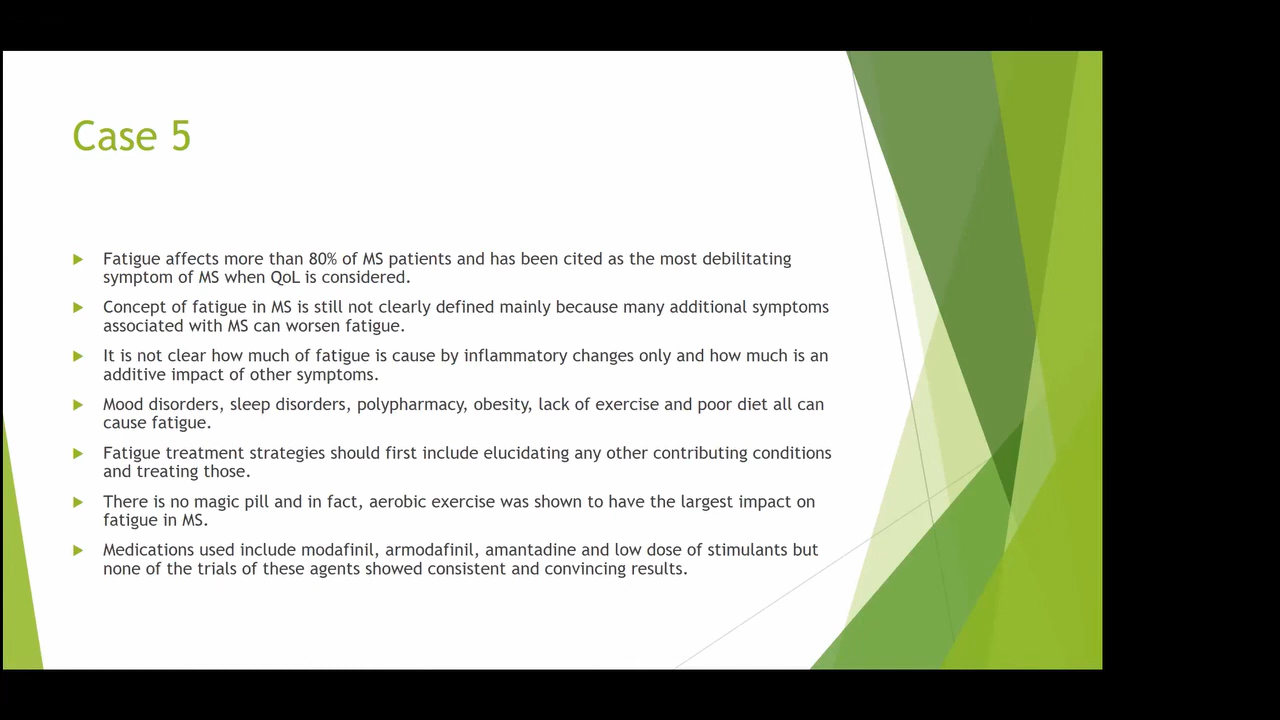 Case 5
Fatigue affects more than 80% of MS patients and has been cited as the most debilitating
symptom of MS when QoL is considered.
Concept of fatigue in MS is still not clearly defined mainly because many additional symptoms
associated with MS can worsen fatigue.
It is not clear how much of fatigue is cause by inflammatory changes only and how much is an
additive impact of other symptoms.
Mood disorders, sleep disorders, polypharmacy, obesity, lack of exercise and poor diet all can
cause fatigue.
Fatigue treatment strategies should first include elucidating any other contributing conditions
and treating those.
There is no magic pill and in fact, aerobic exercise was shown to have the largest impact on
fatigue in MS.
Medications used include modafinil, armodafinil, amantadine and low dose of stimulants but
none of the trials of these agents showed consistent and convincing results.